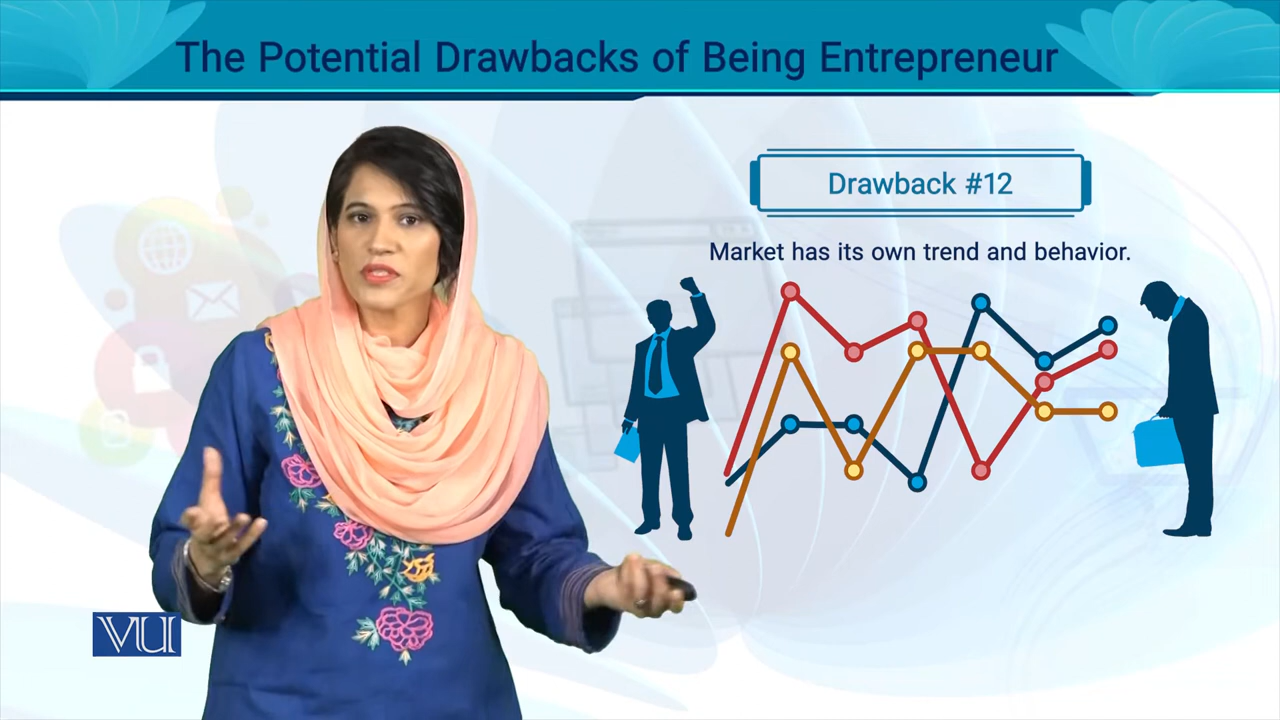 The Potential Drawbacks of Being Entrepreneur
Drawback #12
Market has its own trend and behavior.
VU